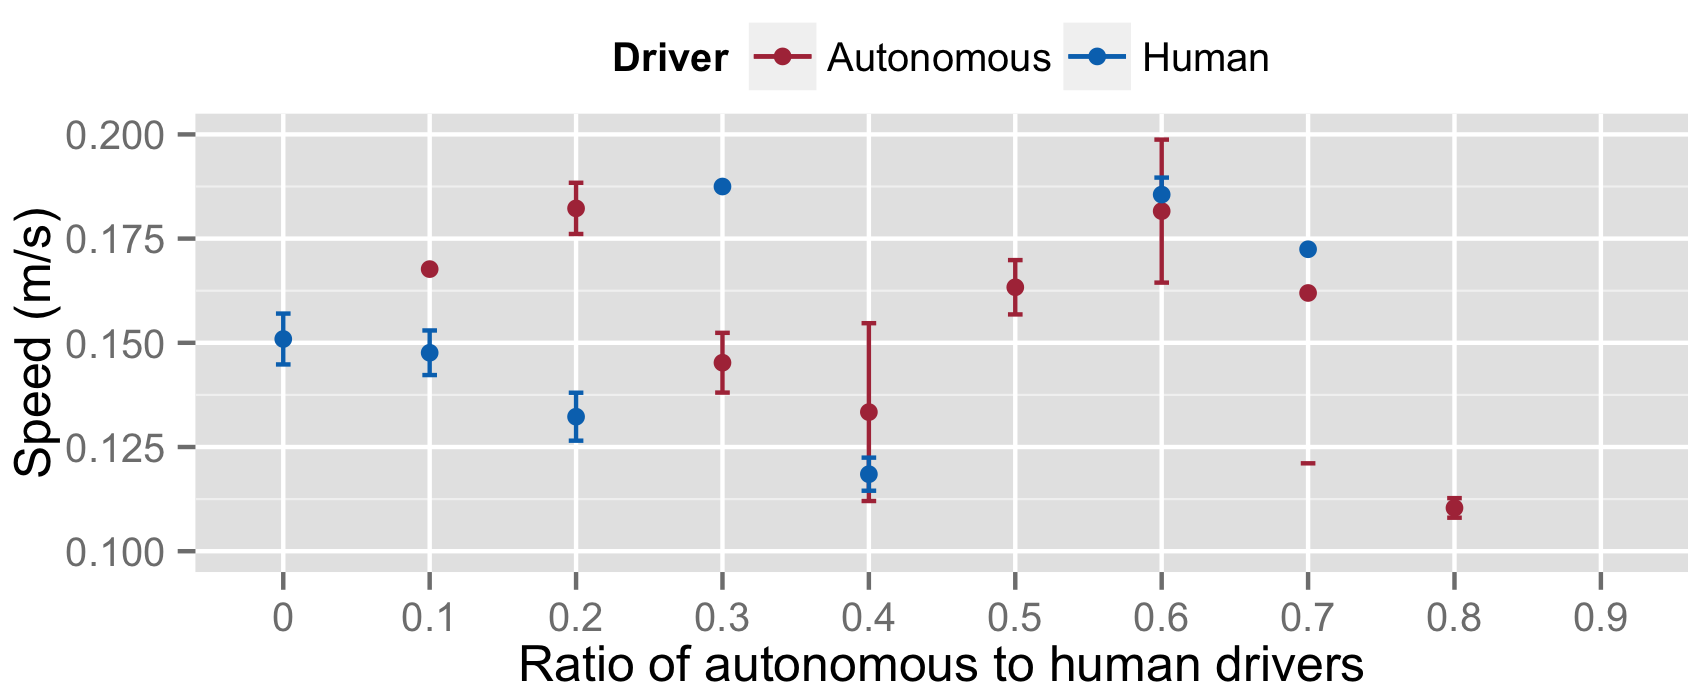 Driver Autonomous Human
0.200
0.175
0.150
0.125
0.100
Speed (m/s)
0 0.1 0.2 0.3 0.4 0.5 0.6 0.7 0.8 0.9
Ratio of autonomous to human drivers